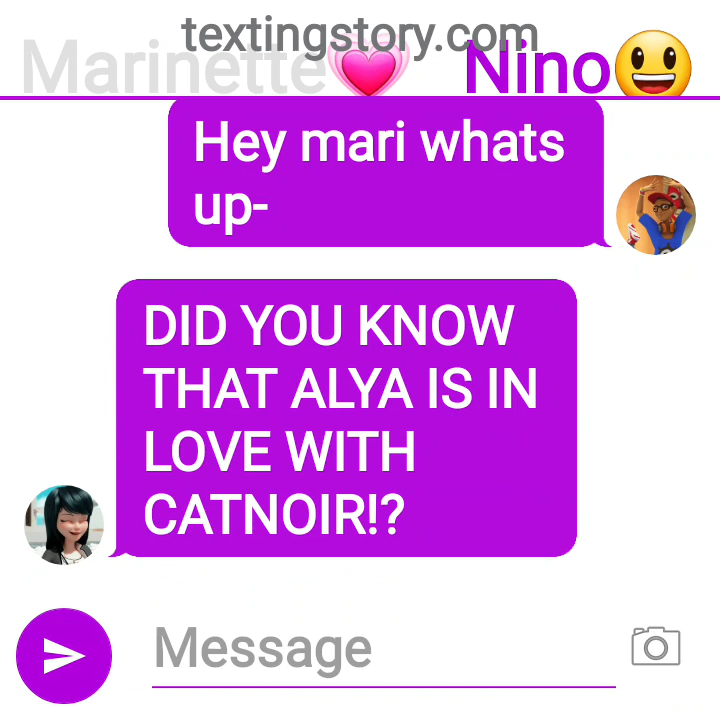 textingstory.com
Marinette💗 Nino😃
Hey mari whats
up-
DID YOU KNOW
THAT ALYA IS IN
LOVE WITH
CATNOIR!?
Message